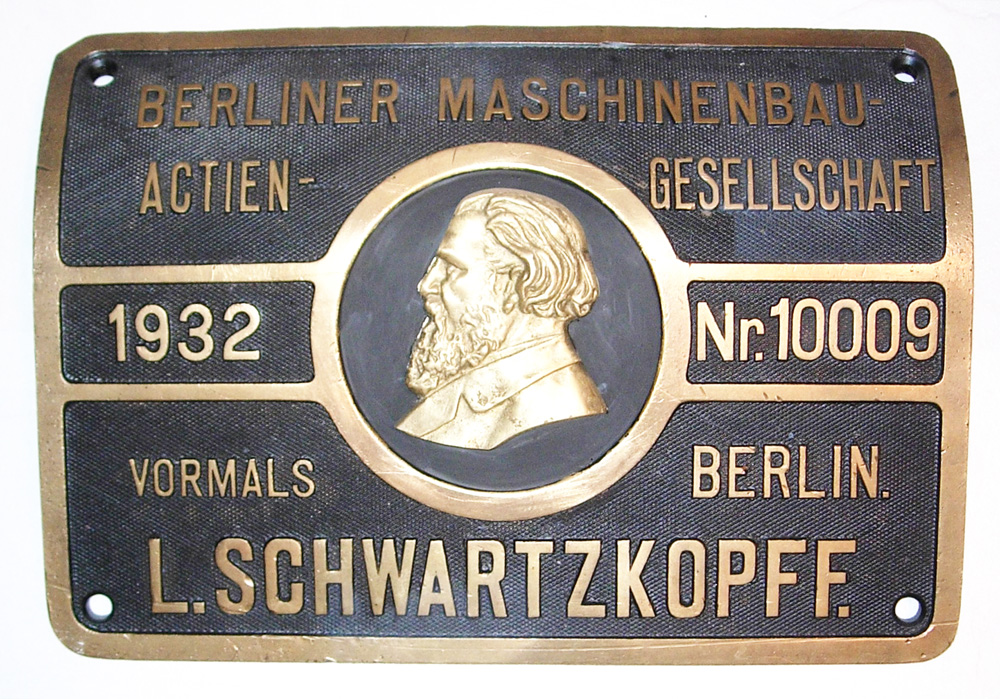 BERLINER MASCHINENBAU-
ACTIEN- GESELLSCHAFT
1932 Nr.10009
VORMALS BERLIN.
L. SCHWARTZKOPFF.